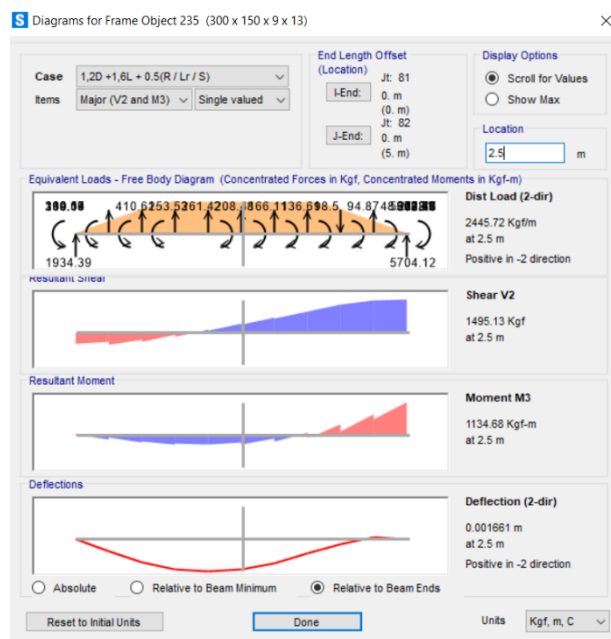 S Diagrams for Frame Object 235 (300 x 150 x 9 x 13)
Case 1,2D +1,6L + 0.5(R / Lr / S)
Items Major (V2 and M3) Single valued
End Length Offset
(Location)
Jt: 81
I-End: 0. m
(0. m)
Jt: 82
J-End: 0. m
(5. m)
Display Options
Scroll for Values
Show Max
Location
2.5 m
Equivalent Loads - Free Body Diagram (Concentrated Forces in Kgf, Concentrated Moments in Kgf-m)
1934.39
5704.12
Dist Load (2-dir)
2445.72 Kgf/m
at 2.5 m
Positive in -2 direction
Resultant Shear
Shear V2
1495.13 Kgf
at 2.5 m
Resultant Moment
Moment M3
1134.68 Kgf-m
at 2.5 m
Deflections
Deflection (2-dir)
0.001661 m
at 2.5 m
Positive in -2 direction
Absolute Relative to Beam Minimum Relative to Beam Ends
Reset to Initial Units Done Units Kgf, m, C